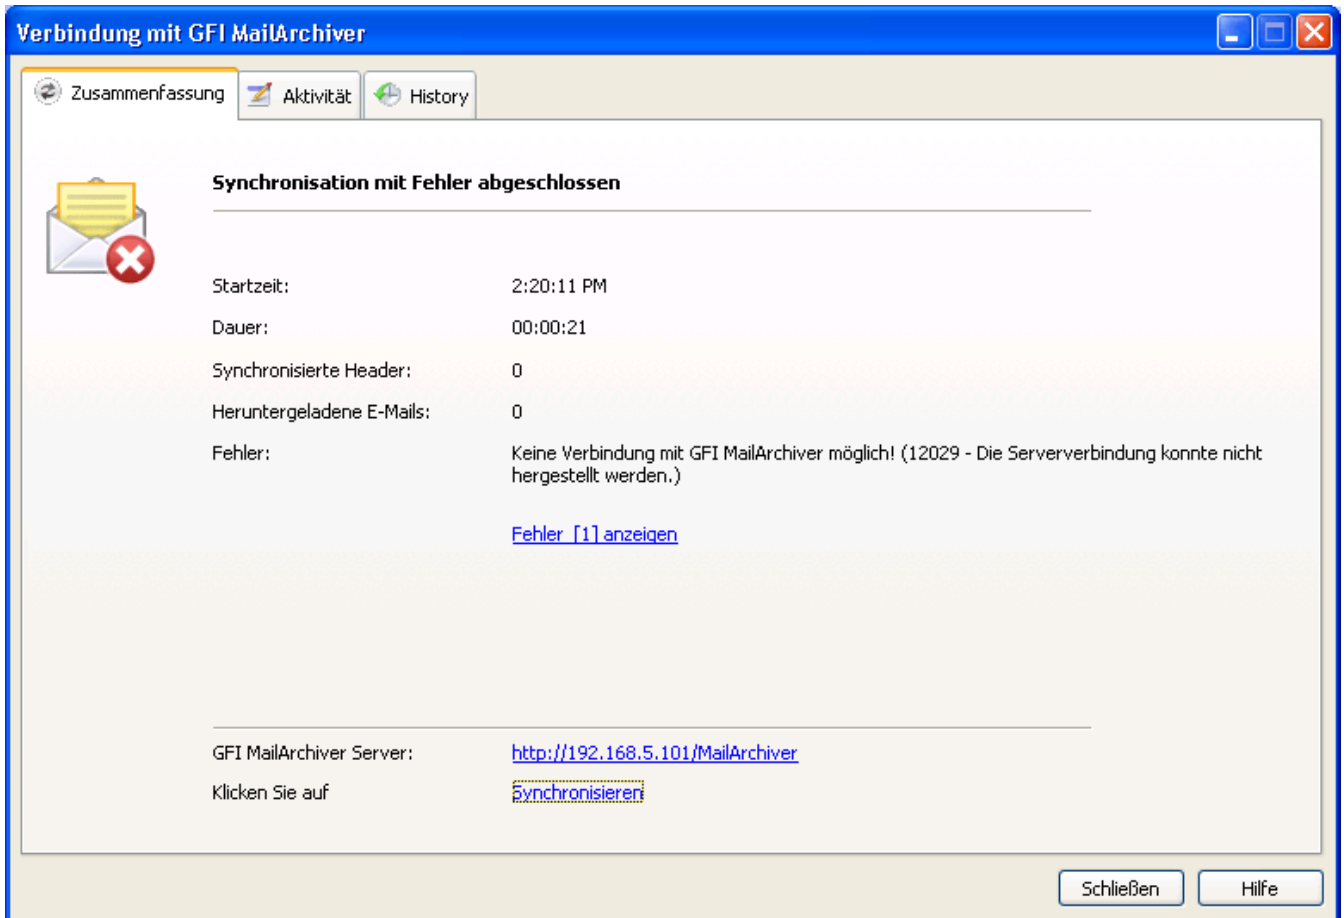 Verbindung mit GFI MailArchiver
Zusammenfassung Aktivität History
Synchronisation mit Fehler abgeschlossen
Startzeit: 2:20:11 PM
Dauer: 00:00:21
Synchronisierte Header: 0
Heruntergeladene E-Mails: 0
Fehler: Keine Verbindung mit GFI MailArchiver möglich! (12029 - Die Serververbindung konnte nicht
hergestellt werden.)
Fehler [1] anzeigen
GFI MailArchiver Server: http://192.168.5.101/MailArchiver
Klicken Sie auf Synchronisieren
Schließen Hilfe